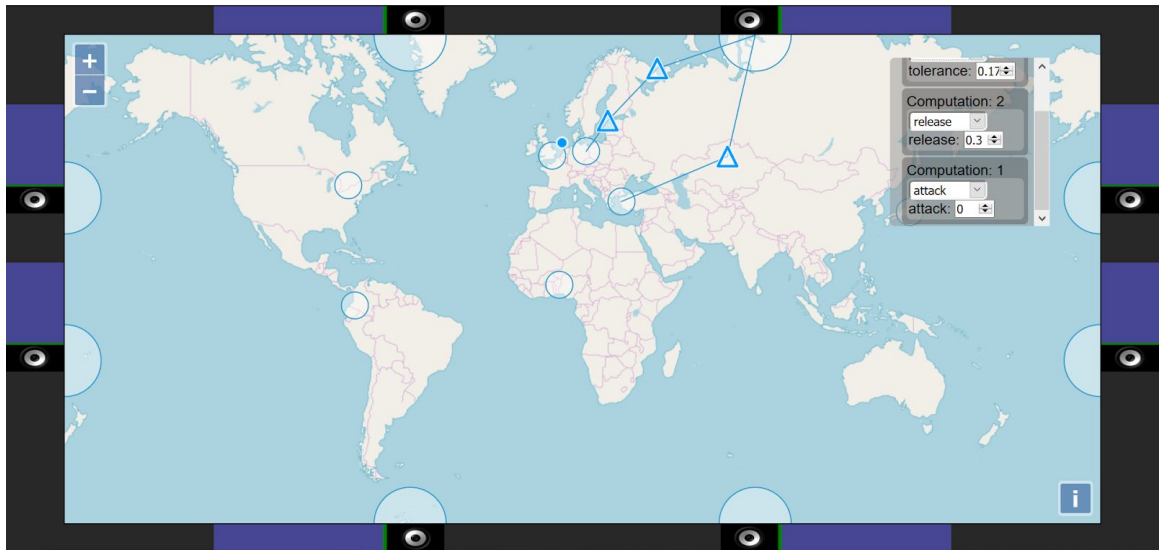 +
−
tolerance: 0.17
Computation: 2
release
release: 0.3
Computation: 1
attack
attack: 0
i